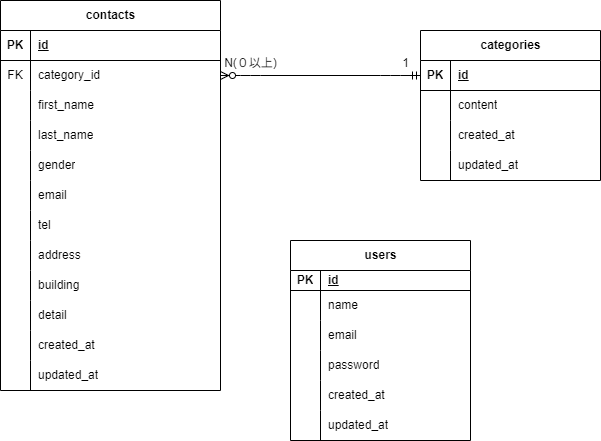 contacts
PK id
FK category_id
first_name
last_name
gender
email
tel
address
building
detail
created_at
updated_at
N(０以上)
1
categories
PK id
content
created_at
updated_at
users
PK id
name
email
password
created_at
updated_at